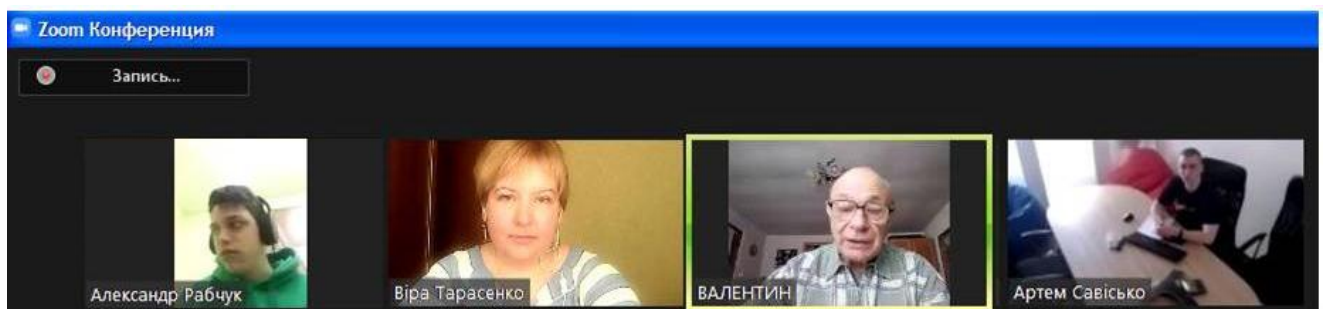 Zoom Конференция
Запись...
Александр Рабчук
Віра Тарасенко
ВАЛЕНТИН
Артем Савісько